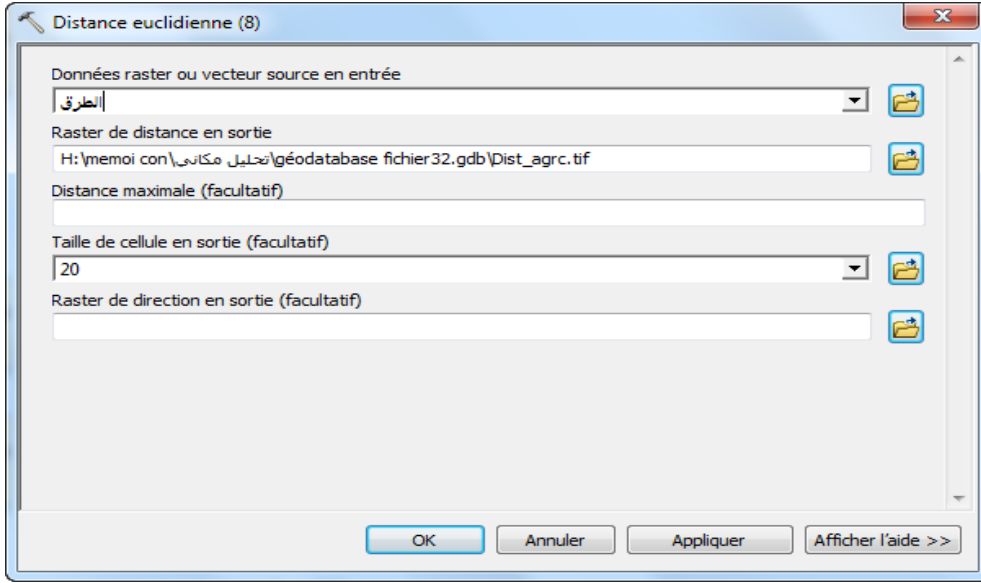 Distance euclidienne (8)
Données raster ou vecteur source en entrée
الطرق
Raster de distance en sortie
H:\memoi con\تحليل مكاني\géodatabase fichier32.gdb\Dist_agrc.tif
Distance maximale (facultatif)
Taille de cellule en sortie (facultatif)
20
Raster de direction en sortie (facultatif)
OK Annuler Appliquer Afficher l'aide >>